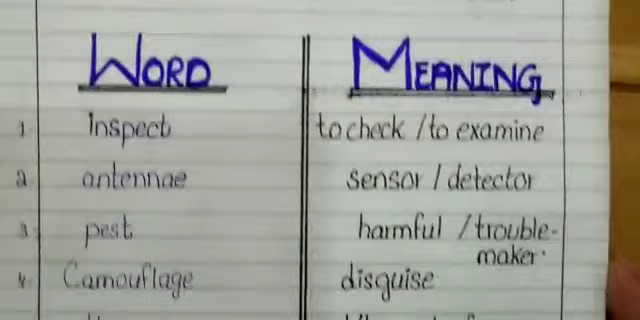 WORD MEANING
1 Inspect to check / to examine
2 antennae sensor / detector
3 pest harmful / trouble-
maker.
4 Camouflage disguise